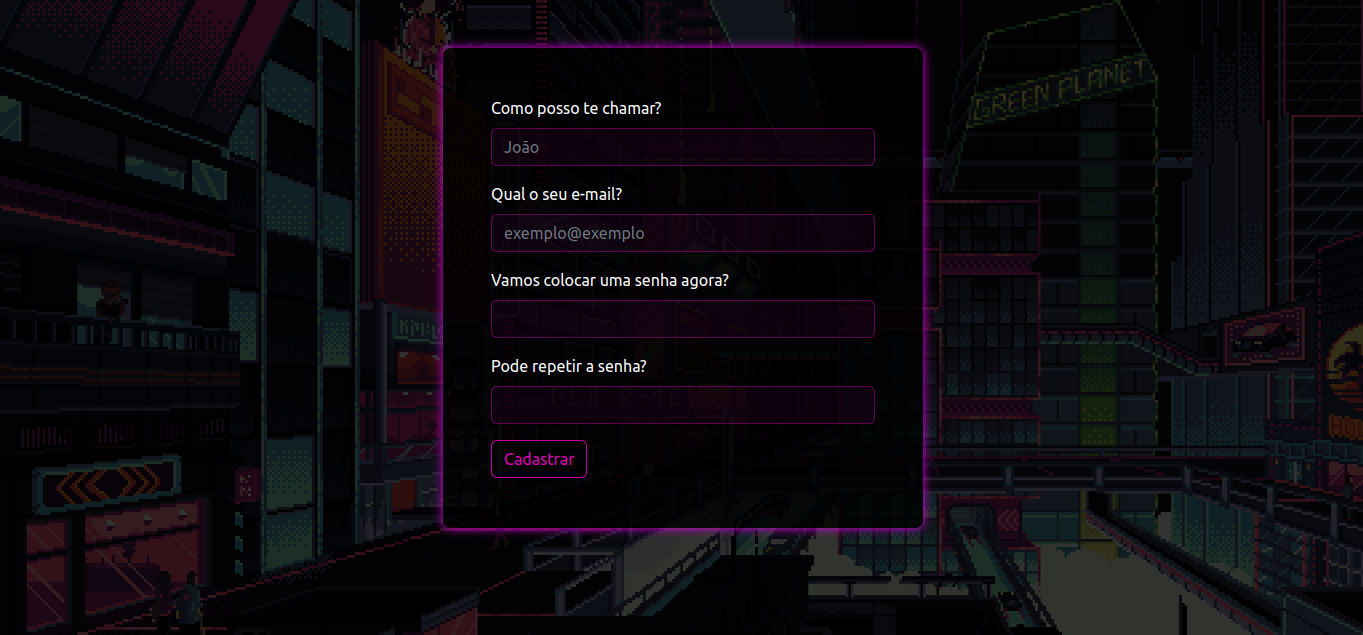 GREEN PLANET
Como posso te chamar?
João
Qual o seu e-mail?
exemplo@exemplo
Vamos colocar uma senha agora?
Pode repetir a senha?
Cadastrar